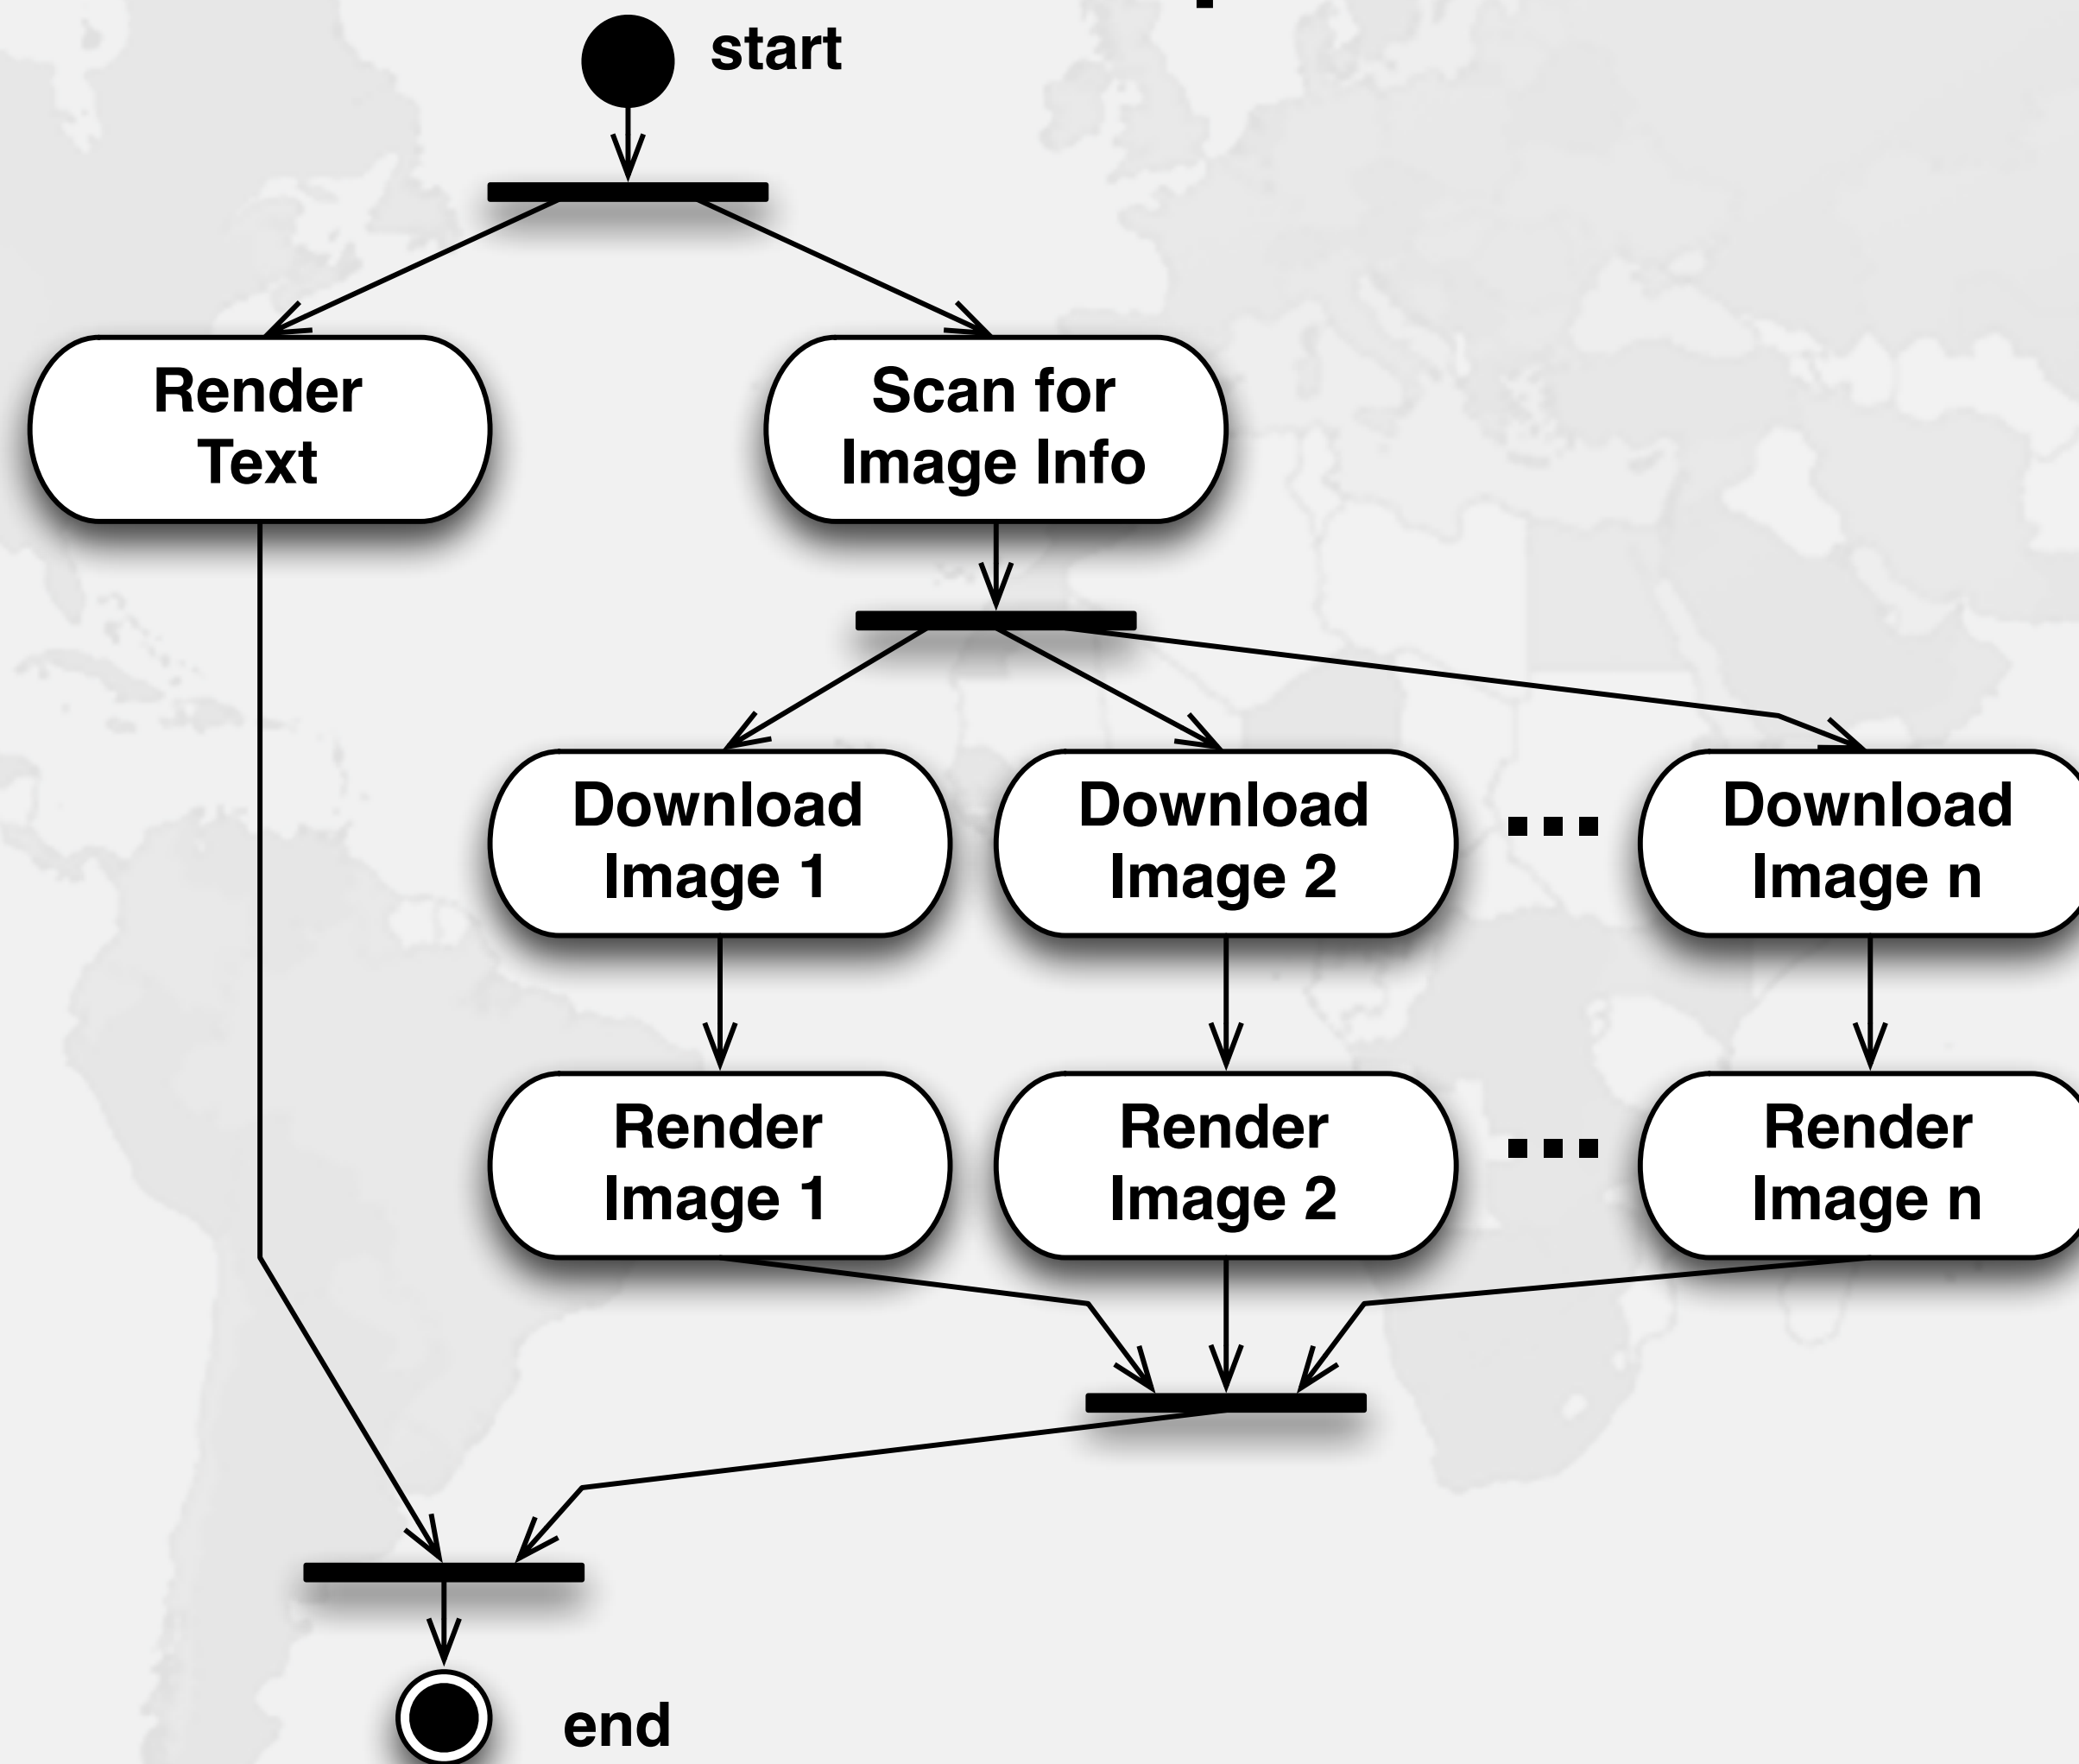 start
Render
Text
Scan for
Image Info
Download
Image 1
Download
Image 2
...
Download
Image n
Render
Image 1
Render
Image 2
...
Render
Image n
end